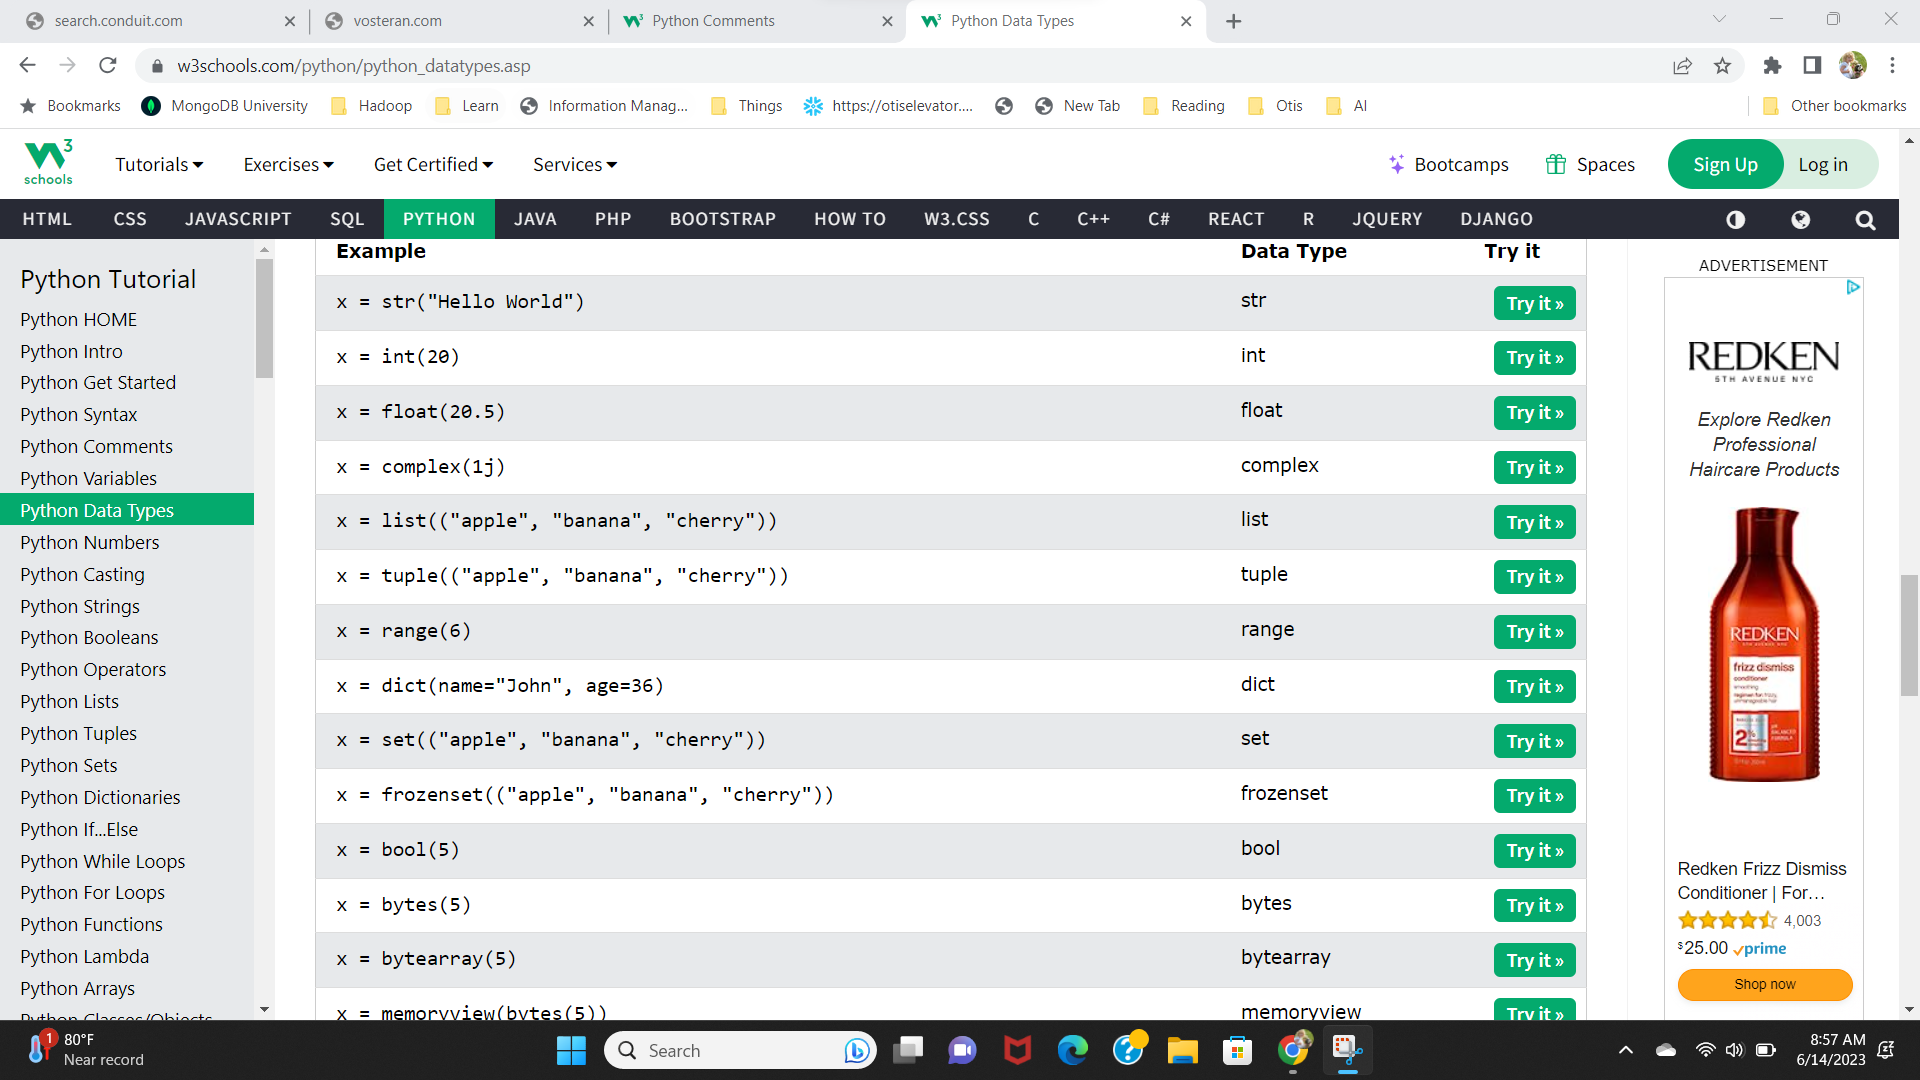 search.conduit.com
vosteran.com
Python Comments
Python Data Types
w3schools.com/python/python_datatypes.asp
Bookmarks
MongoDB University
Hadoop
Learn
Information Manag...
Things
https://otiselevator....
New Tab
Reading
Otis
AI
Other bookmarks
W3
schools
Tutorials
Exercises
Get Certified
Services
Bootcamps
Spaces
Sign Up
Log in
HTML CSS JAVASCRIPT SQL PYTHON JAVA PHP BOOTSTRAP HOW TO W3.CSS C C++ C# REACT R JQUERY DJANGO
Python Tutorial
Python HOME
Python Intro
Python Get Started
Python Syntax
Python Comments
Python Variables
Python Data Types
Python Numbers
Python Casting
Python Strings
Python Booleans
Python Operators
Python Lists
Python Tuples
Python Sets
Python Dictionaries
Python If...Else
Python While Loops
Python For Loops
Python Functions
Python Lambda
Python Arrays
Python Classes/Objects
Example Data Type Try it
x = str("Hello World") str Try it »
x = int(20) int Try it »
x = float(20.5) float Try it »
x = complex(1j) complex Try it »
x = list(("apple", "banana", "cherry")) list Try it »
x = tuple(("apple", "banana", "cherry")) tuple Try it »
x = range(6) range Try it »
x = dict(name="John", age=36) dict Try it »
x = set(("apple", "banana", "cherry")) set Try it »
x = frozenset(("apple", "banana", "cherry")) frozenset Try it »
x = bool(5) bool Try it »
x = bytes(5) bytes Try it »
x = bytearray(5) bytearray Try it »
x = memoryview(bytes(5)) memoryview Try it »
ADVERTISEMENT
REDKEN
5TH AVENUE NYC
Explore Redken
Professional
Haircare Products
REDKEN
frizz dismiss
conditioner
2%
Redken Frizz Dismiss
Conditioner | For...
4,003
$25.00 prime
Shop now
1
80°F
Near record
Search
8:57 AM
6/14/2023